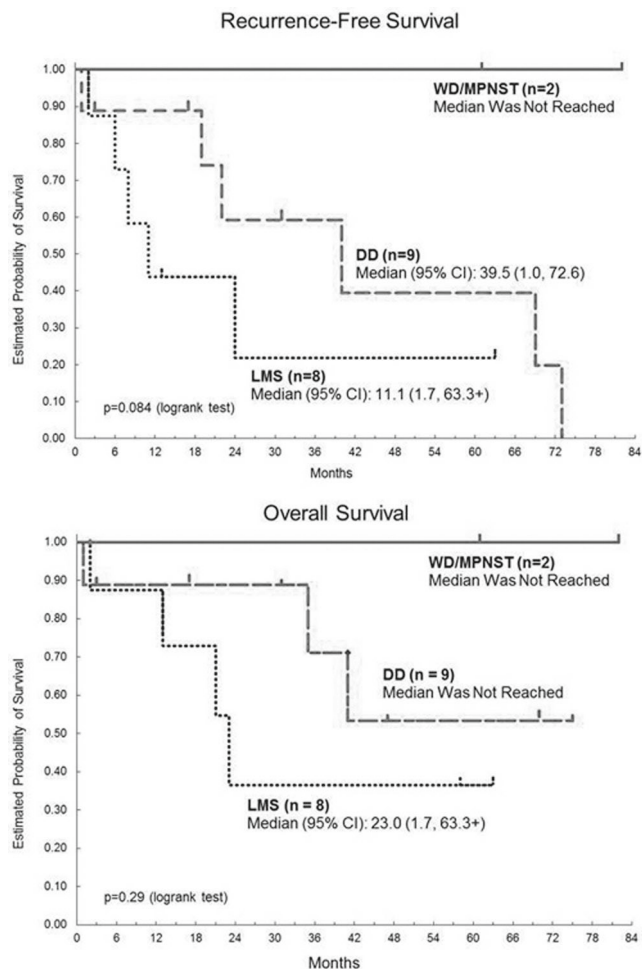 Recurrence-Free Survival
Estimated Probability of Survival
1.00
0.90
0.80
0.70
0.60
0.50
0.40
0.30
0.20
0.10
0.00
WD/MPNST (n=2)
Median Was Not Reached
DD (n=9)
Median (95% CI): 39.5 (1.0, 72.6)
LMS (n=8)
Median (95% CI): 11.1 (1.7, 63.3+)
p=0.084 (logrank test)
0 6 12 18 24 30 36 42 48 54 60 66 72 78 84
Months
Overall Survival
Estimated Probability of Survival
1.00
0.90
0.80
0.70
0.60
0.50
0.40
0.30
0.20
0.10
0.00
WD/MPNST (n=2)
Median Was Not Reached
DD (n = 9)
Median Was Not Reached
LMS (n = 8)
Median (95% CI): 23.0 (1.7, 63.3+)
p=0.29 (logrank test)
0 6 12 18 24 30 36 42 48 54 60 66 72 78 84
Months